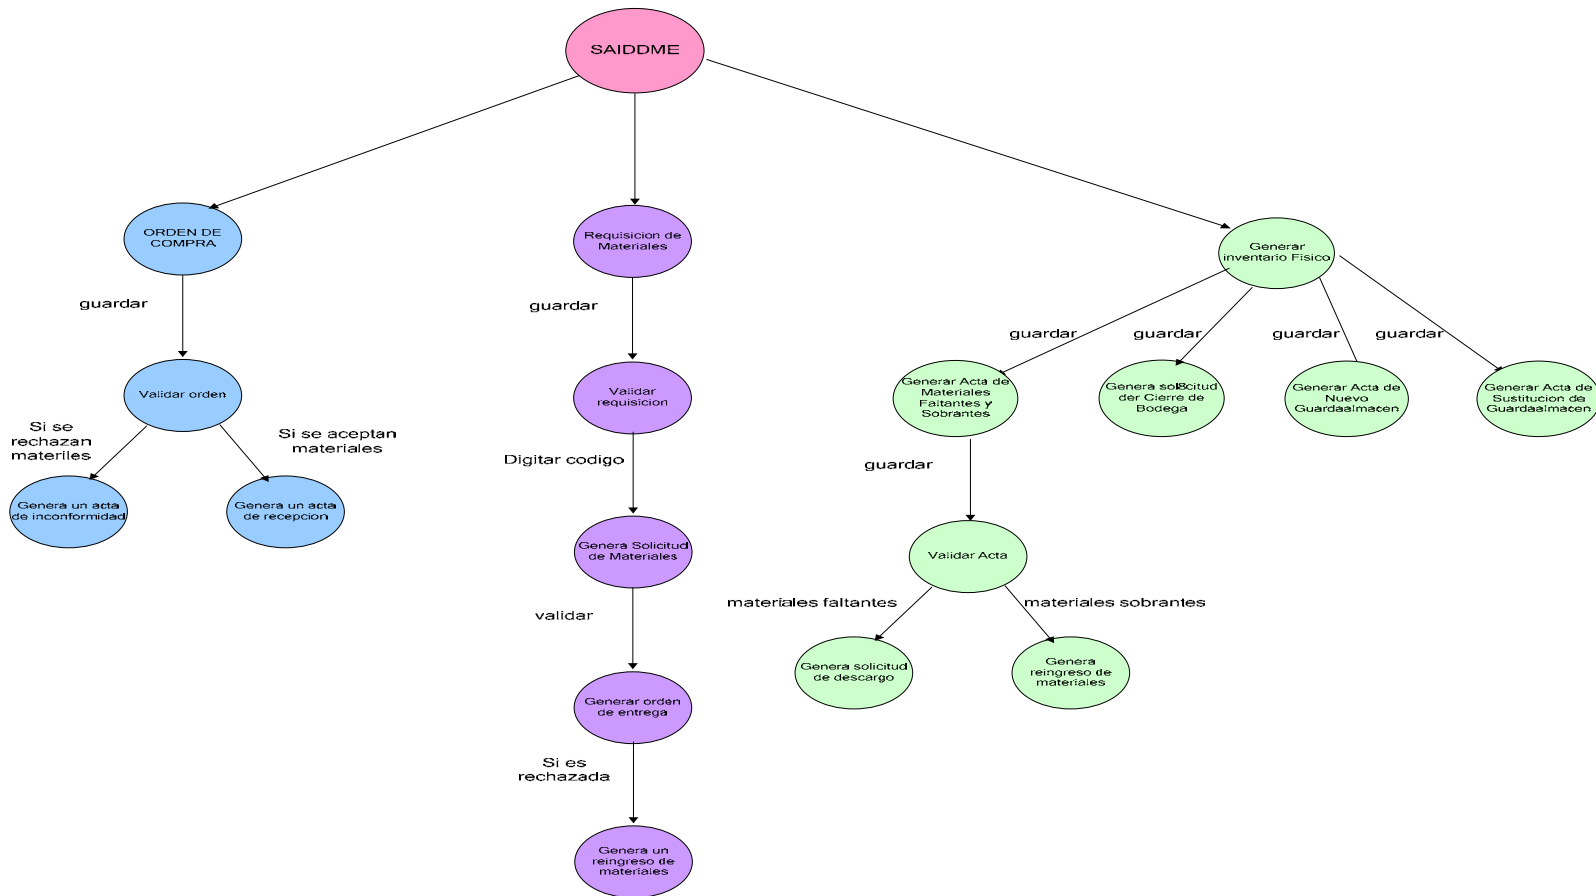 SAIDDME
ORDEN DE
COMPRA
Requisicion de
Materiales
Generar
inventario Físico
guardar
guardar
guardar
guardar
guardar
guardar
Validar orden
Validar
requisicion
Generar Acta de
Materiales
Faltantes y
Sobrantes
Genera solicitud
der Cierre de
Bodega
Generar Acta de
Nuevo
Guardaalmacen
Generar Acta de
Sustitucion de
Guardaalmacen
Si se
rechazan
materiles
Si se aceptan
materiales
Digitar codigo
guardar
Genera un acta
de inconformidad
Genera un acta
de recepcion
Genera Solicitud
de Materiales
Validar Acta
validar
materiales faltantes
materiales sobrantes
Genera solicitud
de descargo
Genera
reingreso de
materiales
Generar orden
de entrega
Si es
rechazada
Genera un
reingreso de
materiales